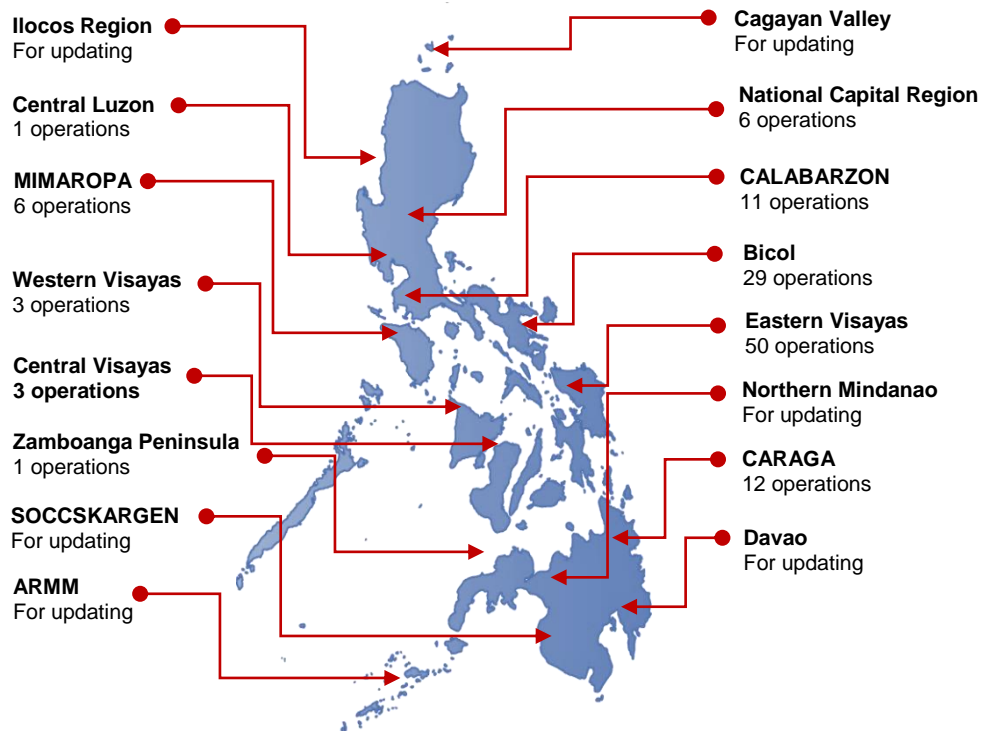 Ilocos Region
For updating
Central Luzon
1 operations
MIMAROPA
6 operations
Western Visayas
3 operations
Central Visayas
3 operations
Zamboanga Peninsula
1 operations
SOCCSKARGEN
For updating
ARMM
For updating
Cagayan Valley
For updating
National Capital Region
6 operations
CALABARZON
11 operations
Bicol
29 operations
Eastern Visayas
50 operations
Northern Mindanao
For updating
CARAGA
12 operations
Davao
For updating